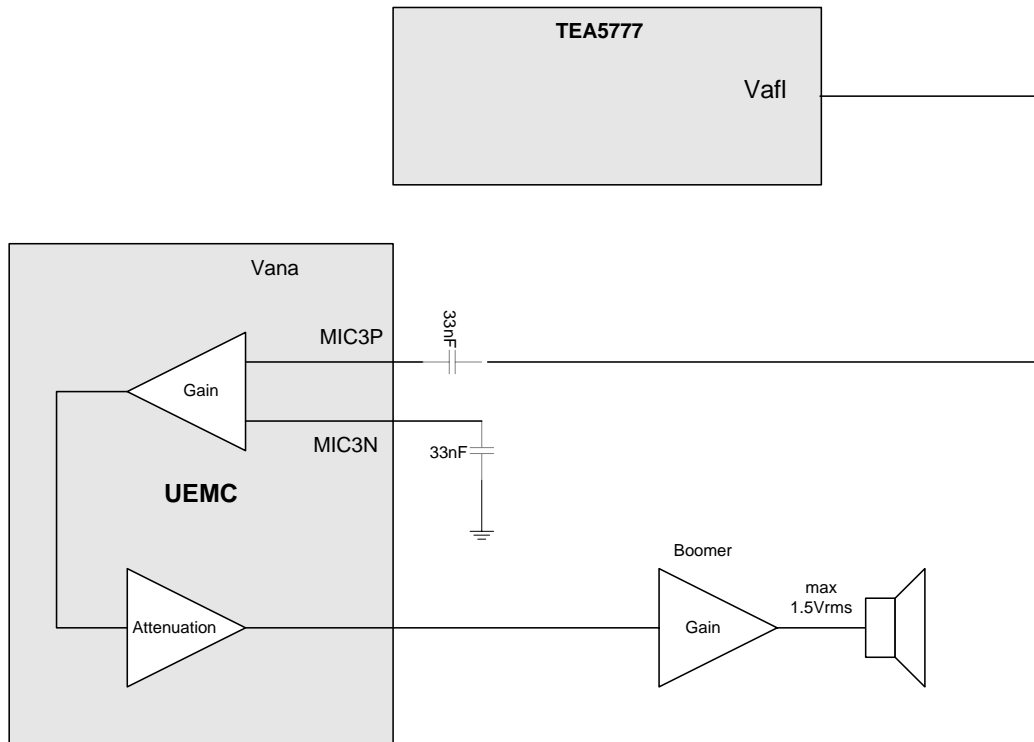 TEA5777
Vafl
Vana
MIC3P
33nF
Gain
MIC3N
33nF
UEMC
Boomer
max
1.5Vrms
Attenuation
Gain